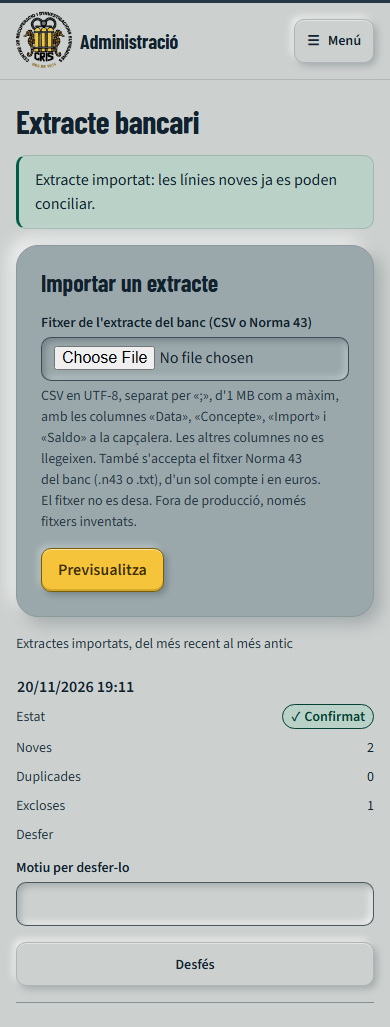 CRIS
Administració
☰ Menú
Extracte bancari
Extracte importat: les línies noves ja es poden
conciliar.
Importar un extracte
Fitxer de l'extracte del banc (CSV o Norma 43)
Choose File No file chosen
CSV en UTF-8, separat per «;», d'1 MB com a màxim,
amb les columnes «Data», «Concepte», «Import» i
«Saldo» a la capçalera. Les altres columnes no es
llegeixen. També s'accepta el fitxer Norma 43
del banc (.n43 o .txt), d'un sol compte i en euros.
El fitxer no es desa. Fora de producció, només
fitxers inventats.
Previsualitza
Extractes importats, del més recent al més antic
20/11/2026 19:11
Estat ✓ Confirmat
Noves 2
Duplicades 0
Excloses 1
Desfer
Motiu per desfer-lo
Desfés